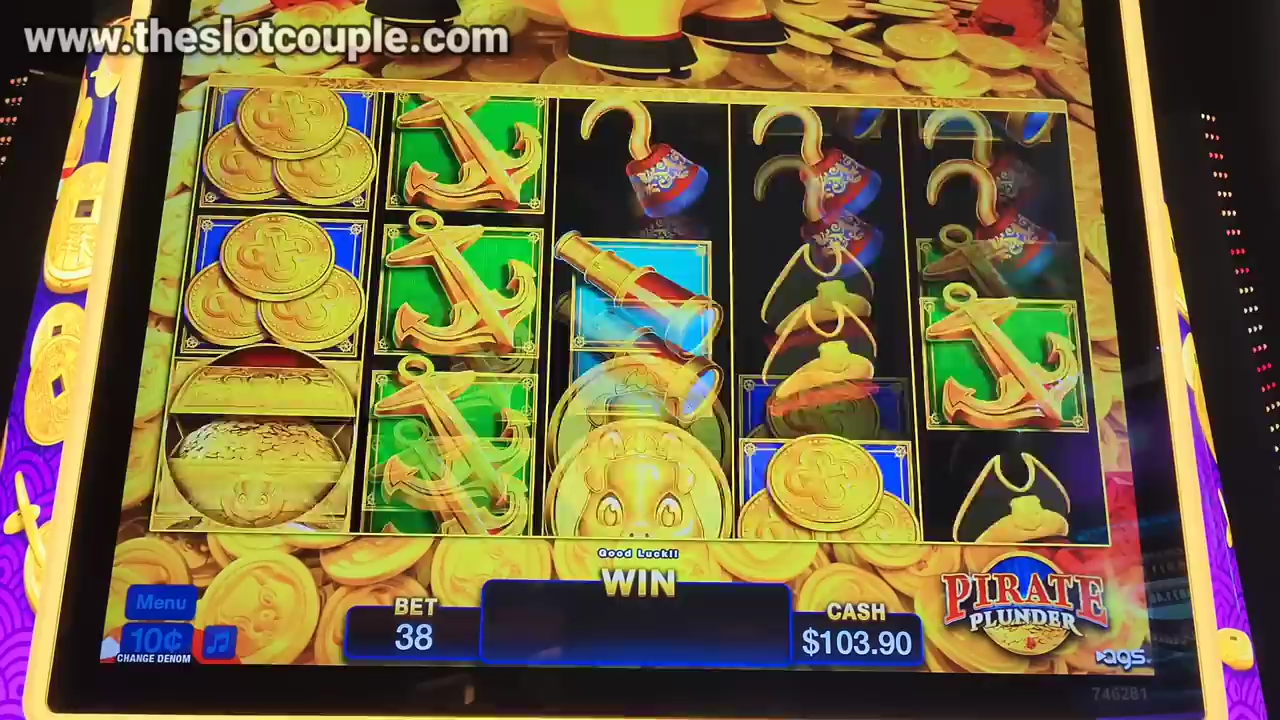 www.theslotcouple.com
Good Luck!!
WIN
BET
38
CASH
$103.90
Menu
10¢
CHANGE DENOM
PIRATE
PLUNDER
ags
746281